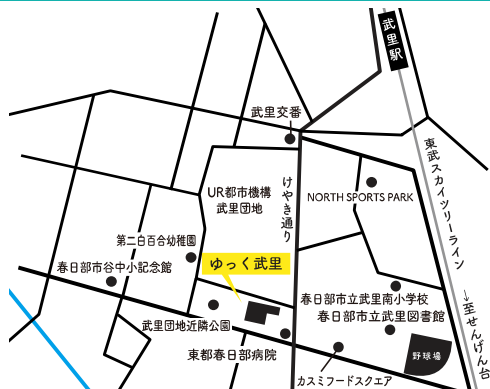 武里駅
武里交番
東武スカイツリーライン
UR都市機構
武里団地
けやき通り
NORTH SPORTS PARK
第二白百合幼稚園
ゆっく武里
春日部市谷中小記念館
→至せんげん台
春日部市立武里南小学校
春日部市立武里図書館
武里団地近隣公園
東都春日部病院
野球場
カスミフードスクエア